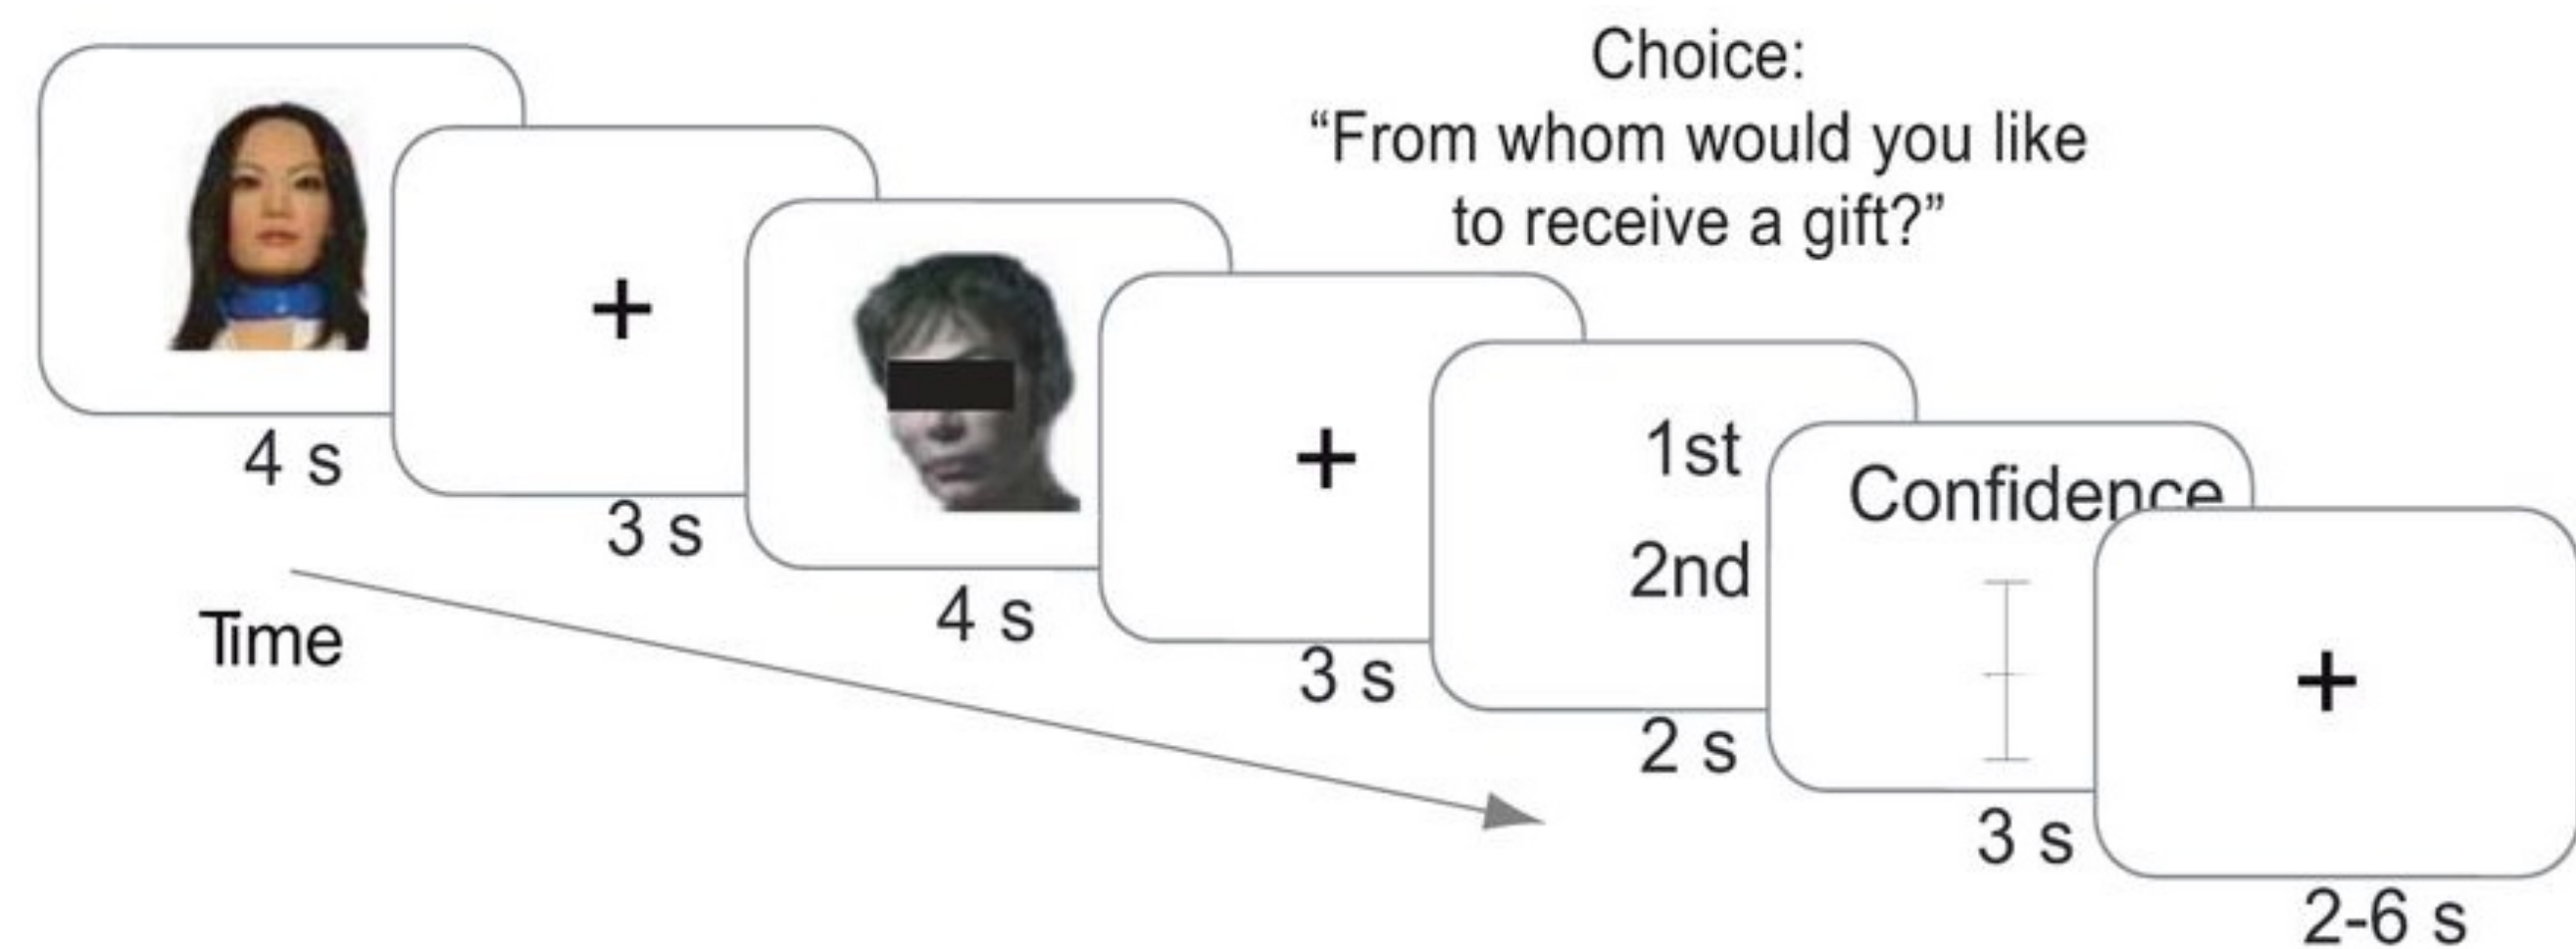 Choice:
“From whom would you like
to receive a gift?”
4 s
3 s
4 s
3 s
1st
2nd
2 s
Confidence
3 s
2-6 s
Time